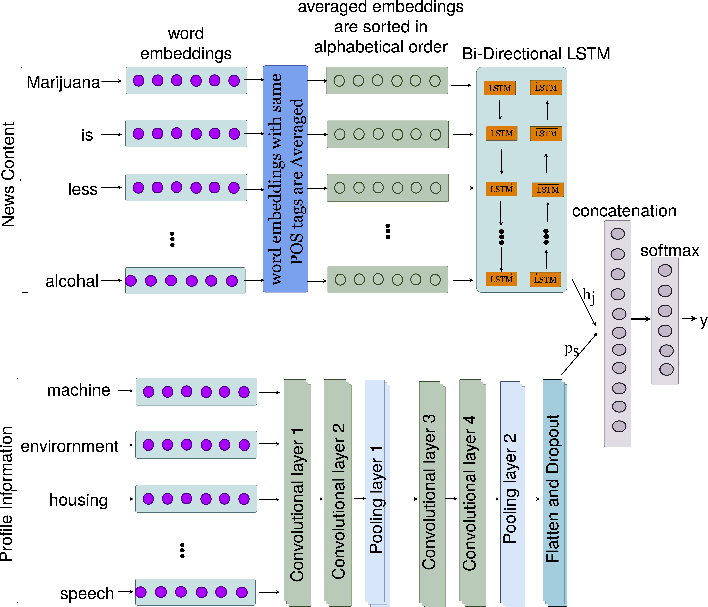 word
embeddings
averaged embeddings
are sorted in
alphabetical order
Bi-Directional LSTM
News Content
Marijuana
is
less
alcohal
word embeddings with same
POS tags are Averaged
LSTM
LSTM
LSTM
LSTM
LSTM
LSTM
LSTM
LSTM
concatenation
softmax
hj
y
ps
Profile Information
machine
envirornment
housing
speech
Convolutional layer 1
Convolutional layer 2
Pooling layer 1
Convolutional layer 3
Convolutional layer 4
Pooling layer 2
Flatten and Dropout